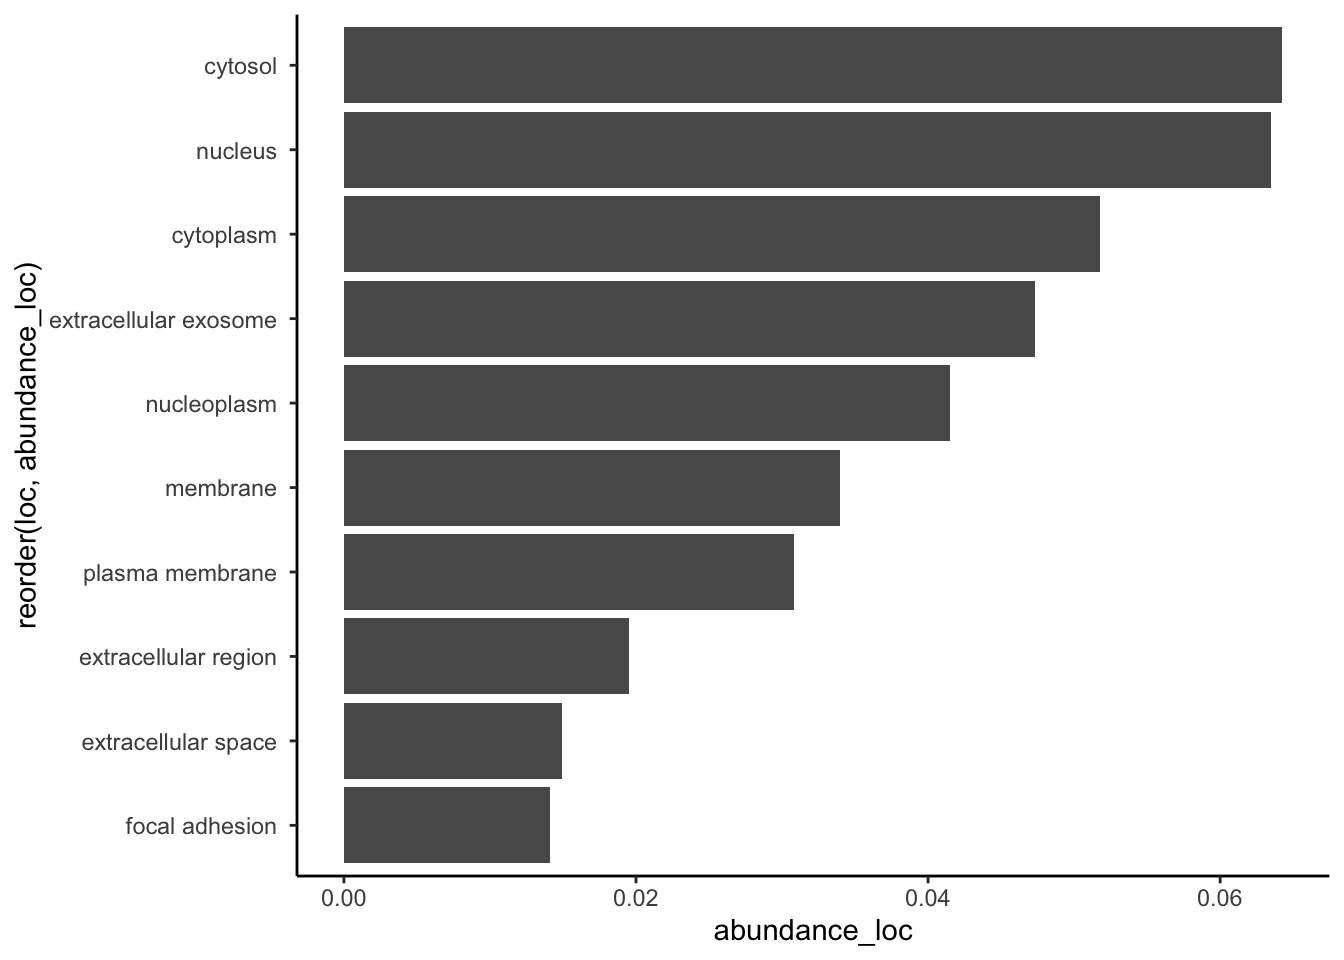 reorder(loc, abundance_loc)
cytosol
nucleus
cytoplasm
extracellular exosome
nucleoplasm
membrane
plasma membrane
extracellular region
extracellular space
focal adhesion
0.00 0.02 0.04 0.06
abundance_loc